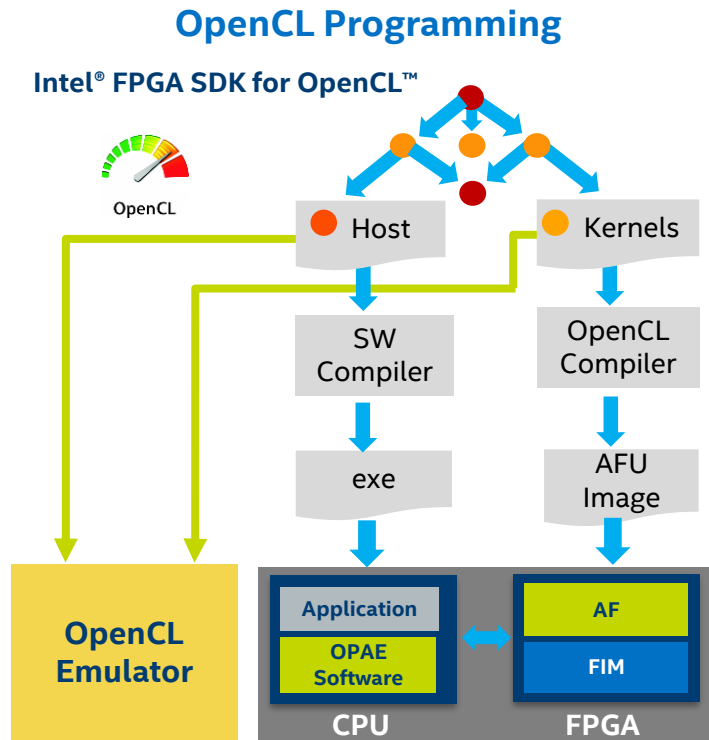 OpenCL Programming
Intel® FPGA SDK for OpenCL™
OpenCL
Host
Kernels
SW
Compiler
OpenCL
Compiler
exe
AFU
Image
OpenCL
Emulator
Application
OPAE
Software
CPU
AF
FIM
FPGA